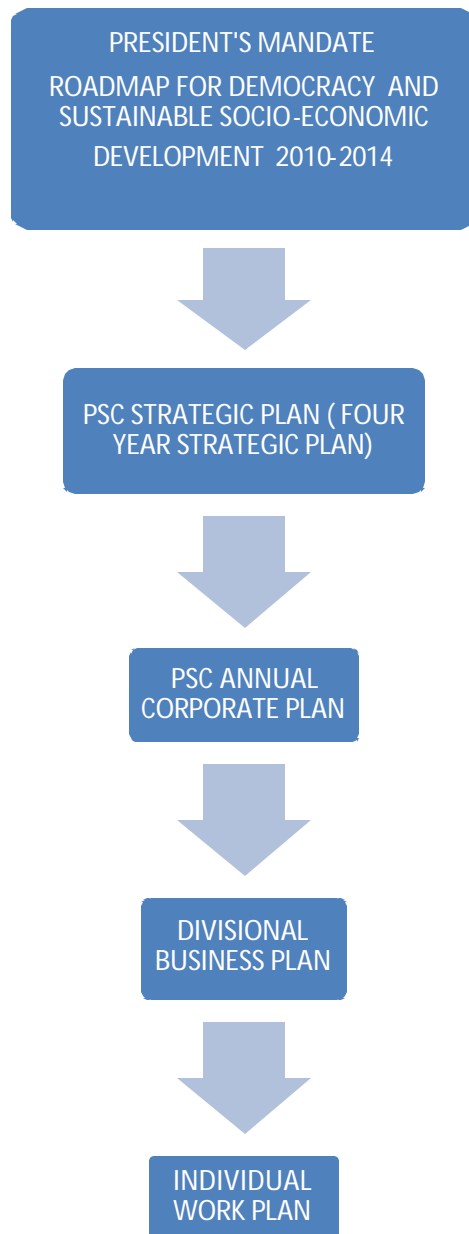 PRESIDENT'S MANDATE
ROADMAP FOR DEMOCRACY AND
SUSTAINABLE SOCIO-ECONOMIC
DEVELOPMENT 2010-2014
PSC STRATEGIC PLAN ( FOUR
YEAR STRATEGIC PLAN)
PSC ANNUAL
CORPORATE PLAN
DIVISIONAL
BUSINESS PLAN
INDIVIDUAL
WORK PLAN